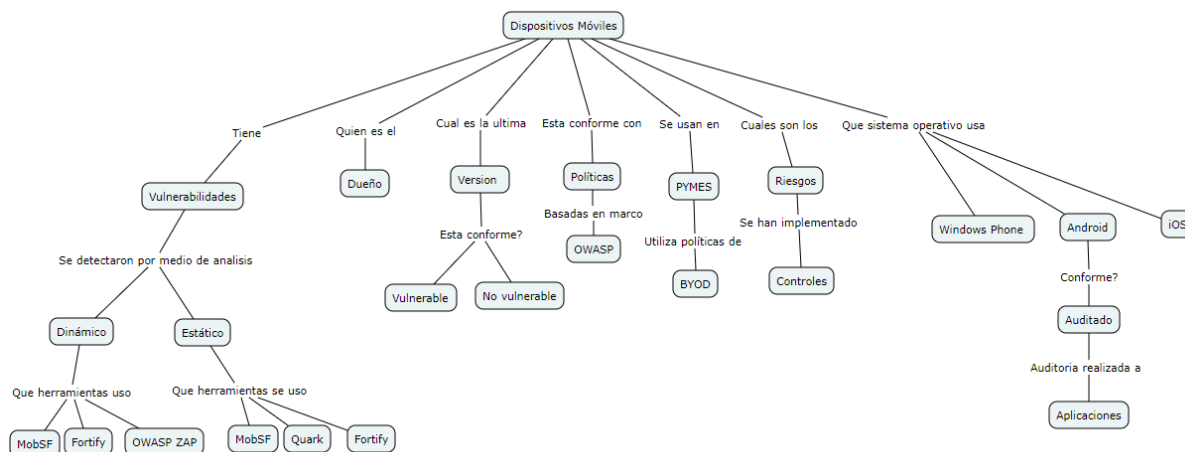 Dispositivos Móviles
Tiene
Quien es el
Cual es la ultima
Esta conforme con
Se usan en
Cuales son los
Que sistema operativo usa
Vulnerabilidades
Dueño
Version
Políticas
PYMES
Riesgos
Windows Phone
Android
iOS
Basadas en marco
Se han implementado
Esta conforme?
Utiliza políticas de
OWASP
Se detectaron por medio de analisis
Conforme?
BYOD
Controles
Vulnerable
No vulnerable
Dinámico
Estático
Auditado
Auditoria realizada a
Que herramientas uso
Que herramientas se uso
Aplicaciones
MobSF
Fortify
OWASP ZAP
MobSF
Quark
Fortify